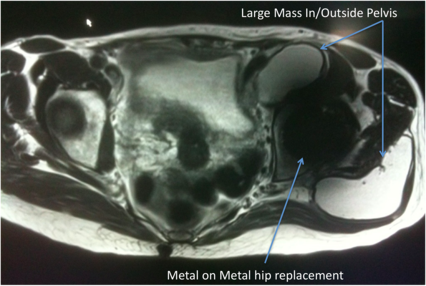 Large Mass In/Outside Pelvis
Metal on Metal hip replacement